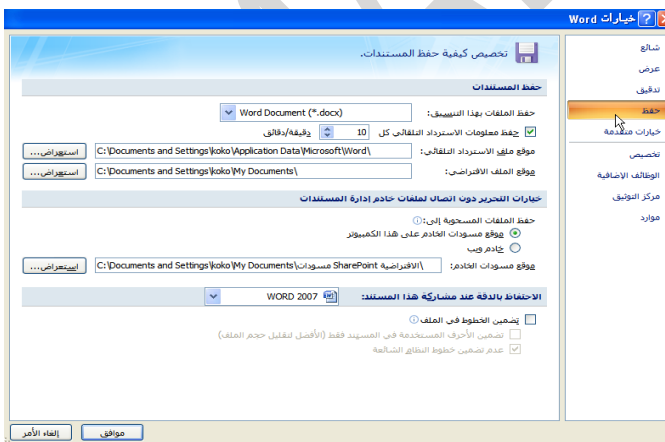 خيارات Word
شائع
عرض
تدقيق
حفظ
خيارات متقدمة
تخصيص
الوظائف الإضافية
مركز التوثيق
موارد
تخصيص كيفية حفظ المستندات.
حفظ المستندات
حفظ الملفات بهذا التنسيق: Word Document (*.docx)
حفظ معلومات الاسترداد التلقائي كل 10 دقيقة/دقائق
موقع ملف الاسترداد التلقائي: C:\Documents and Settings\koko\Application Data\Microsoft\Word\ استعراض...
موقع الملف الافتراضي: C:\Documents and Settings\koko\My Documents\ استعراض...
خيارات التحرير دون اتصال لملفات خادم إدارة المستندات
حفظ الملفات المسحوبة إلى:
موقع مسودات الخادم على هذا الكمبيوتر
خادم ويب
موقع مسودات الخادم: C:\Documents and Settings\koko\My Documents\مسودات SharePoint الافتراضية\ استعراض...
الاحتفاظ بالدقة عند مشاركة هذا المستند: WORD 2007
تضمين الخطوط في الملف
تضمين الأحرف المستخدمة في المستند فقط (الأفضل لتقليل حجم الملف)
عدم تضمين خطوط النظام الشائعة
موافق
إلغاء الأمر